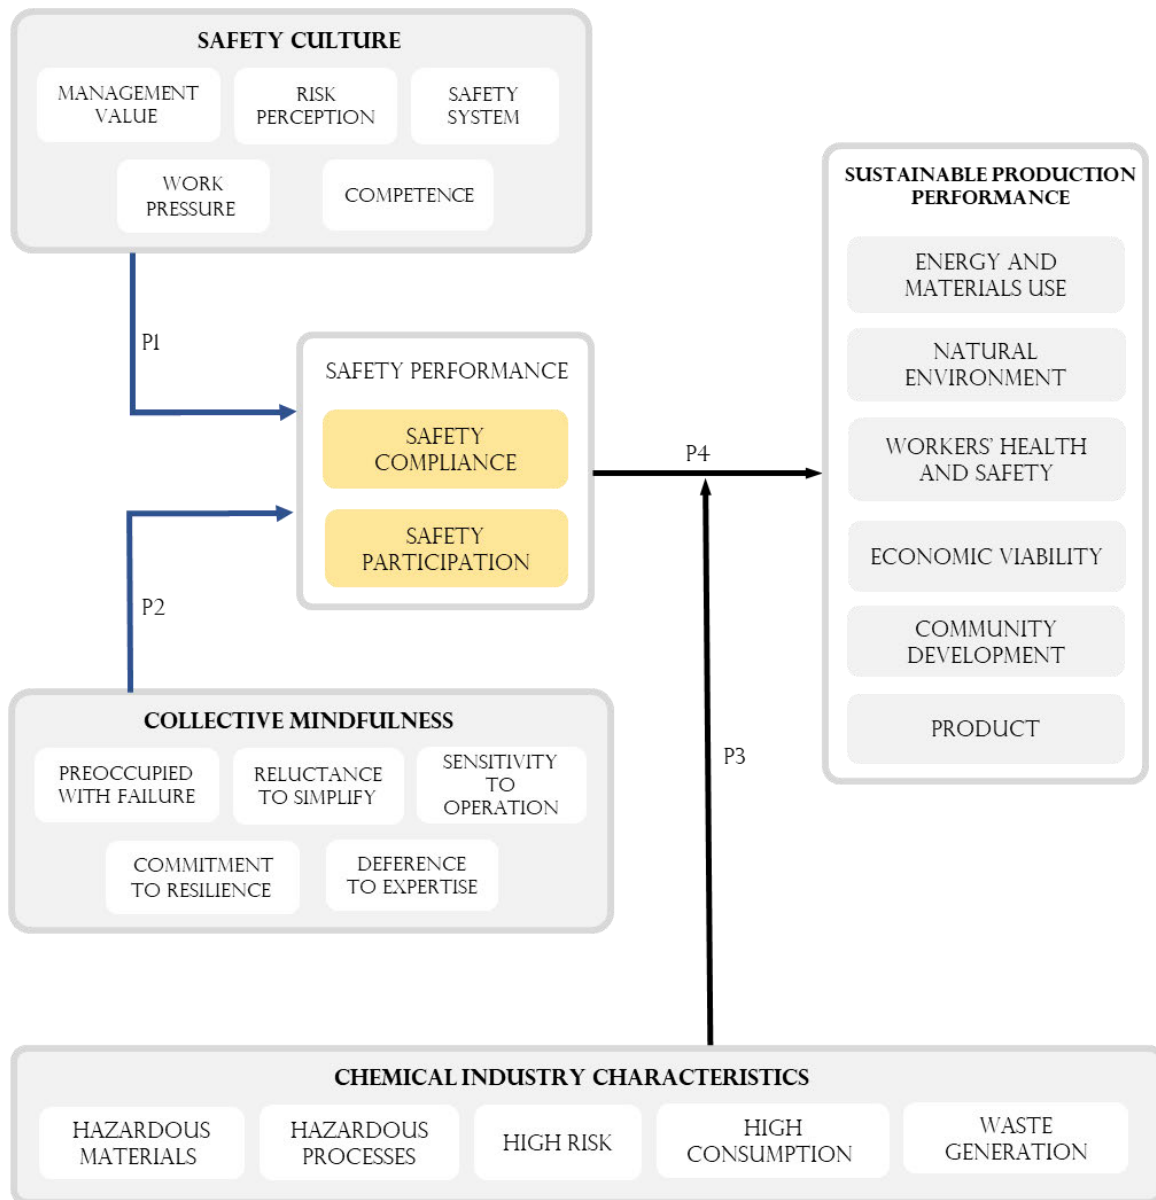 SAFETY CULTURE
MANAGEMENT
VALUE
RISK
PERCEPTION
SAFETY
SYSTEM
WORK
PRESSURE
COMPETENCE
P1
SAFETY PERFORMANCE
SAFETY
COMPLIANCE
SAFETY
PARTICIPATION
P2
COLLECTIVE MINDFULNESS
PREOCCUPIED
WITH FAILURE
RELUCTANCE
TO SIMPLIFY
SENSITIVITY
TO
OPERATION
COMMITMENT
TO RESILIENCE
DEFERENCE
TO EXPERTISE
P4
P3
SUSTAINABLE PRODUCTION
PERFORMANCE
ENERGY AND
MATERIALS USE
NATURAL
ENVIRONMENT
WORKERS' HEALTH
AND SAFETY
ECONOMIC VIABILITY
COMMUNITY
DEVELOPMENT
PRODUCT
CHEMICAL INDUSTRY CHARACTERISTICS
HAZARDOUS
MATERIALS
HAZARDOUS
PROCESSES
HIGH RISK
HIGH
CONSUMPTION
WASTE
GENERATION